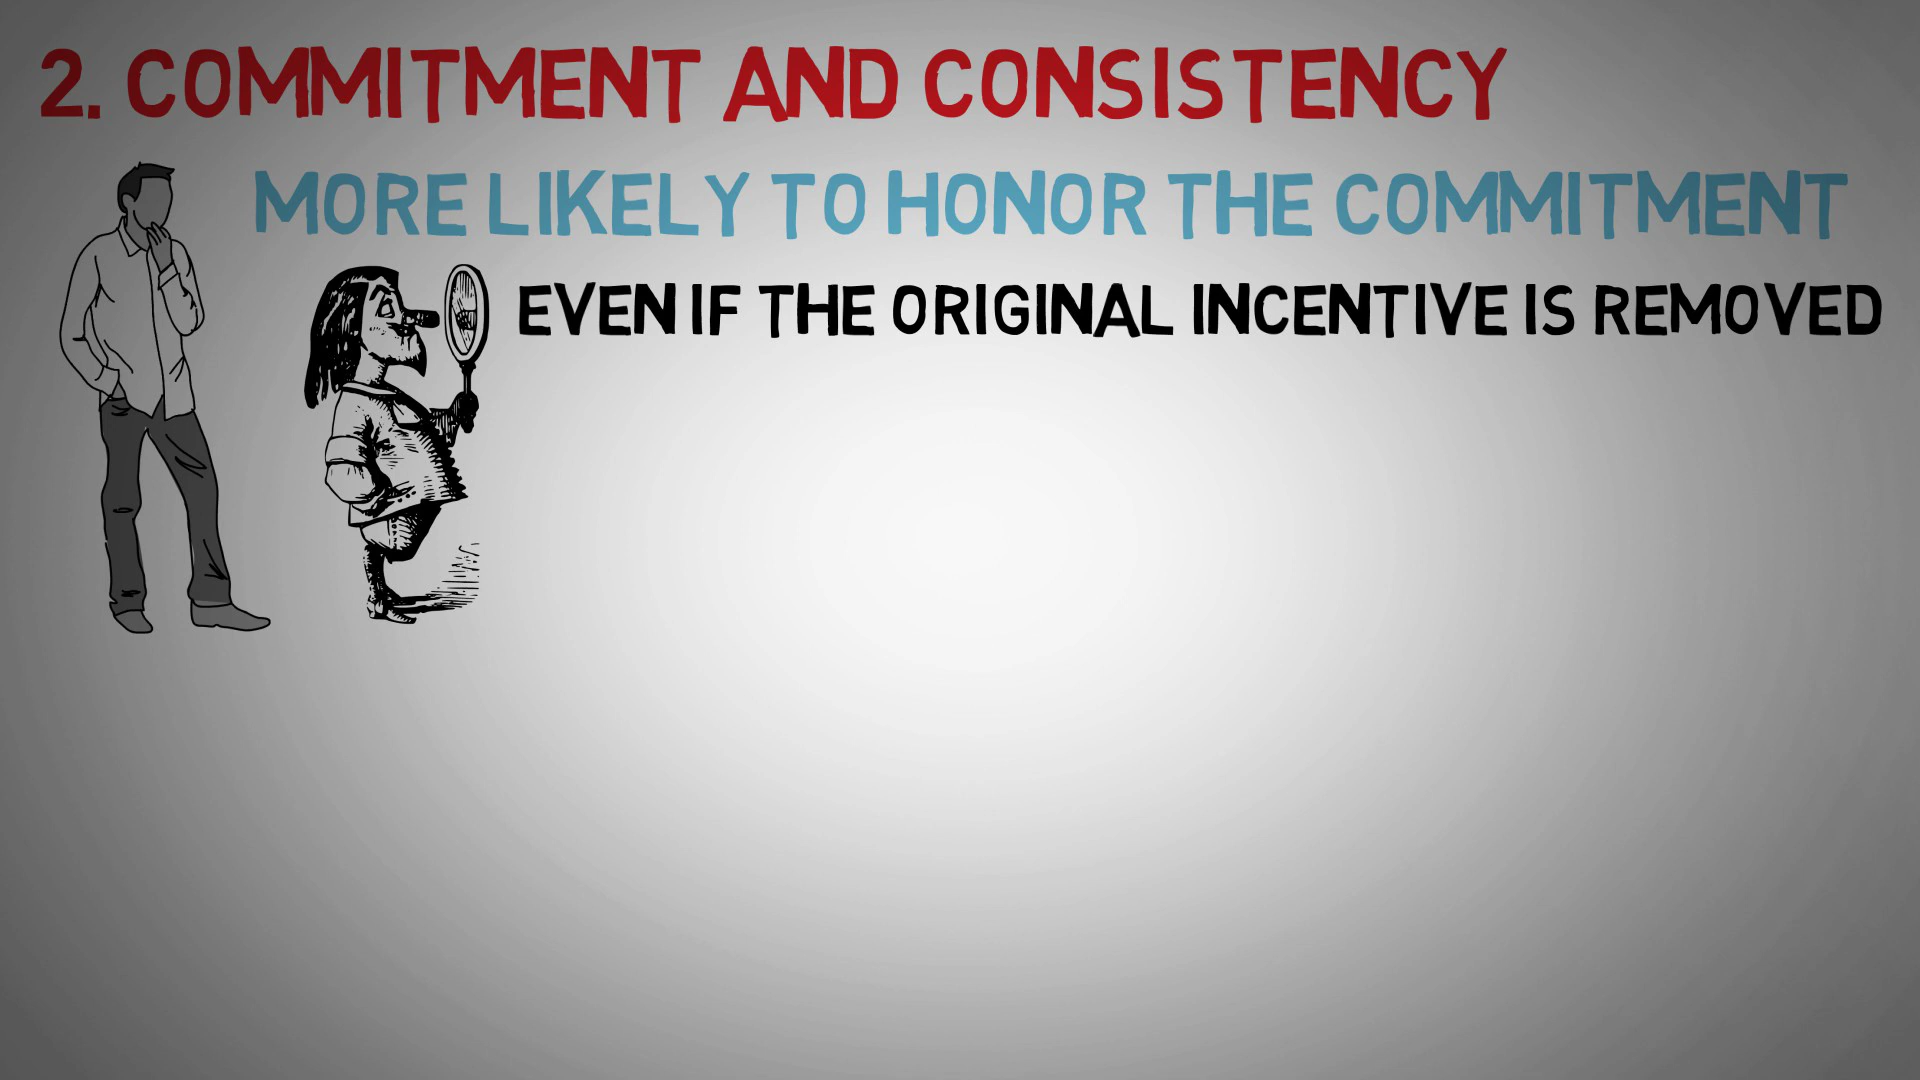 2. COMMITMENT AND CONSISTENCY
MORE LIKELY TO HONOR THE COMMITMENT
EVEN IF THE ORIGINAL INCENTIVE IS REMOVED